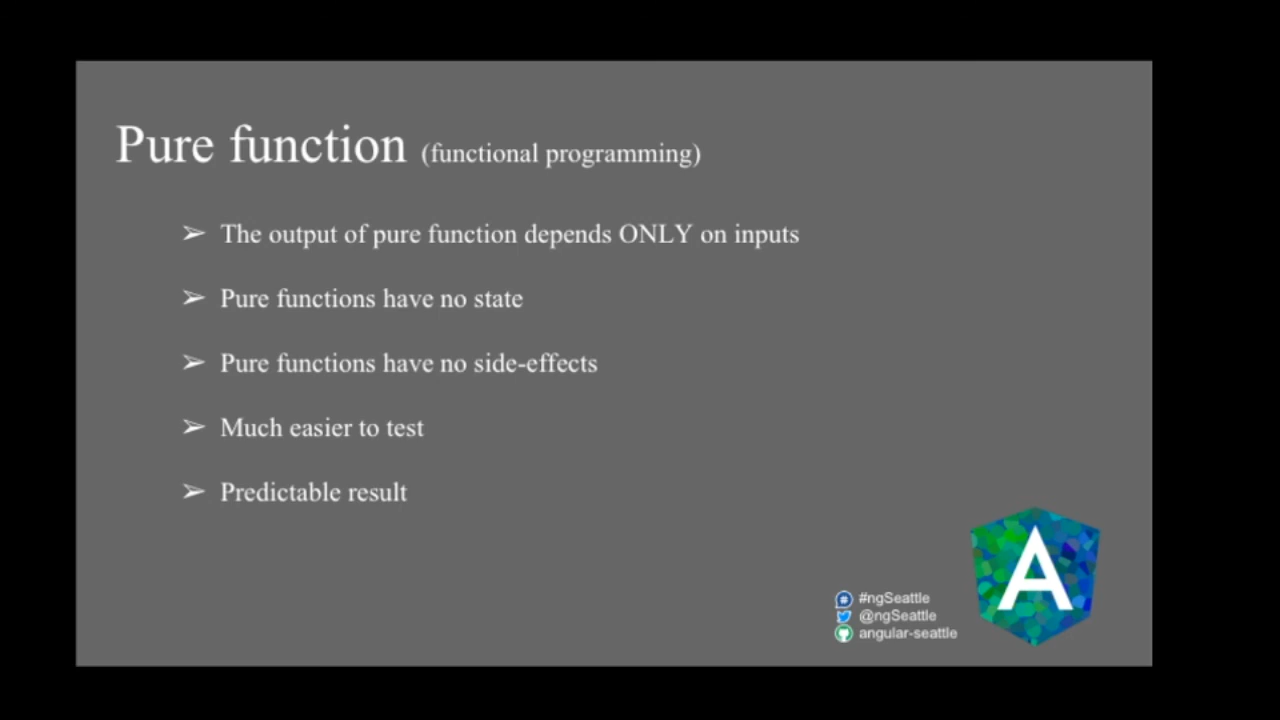 Pure function (functional programming)
➢ The output of pure function depends ONLY on inputs
➢ Pure functions have no state
➢ Pure functions have no side-effects
➢ Much easier to test
➢ Predictable result
#ngSeattle
@ngSeattle
angular-seattle
A